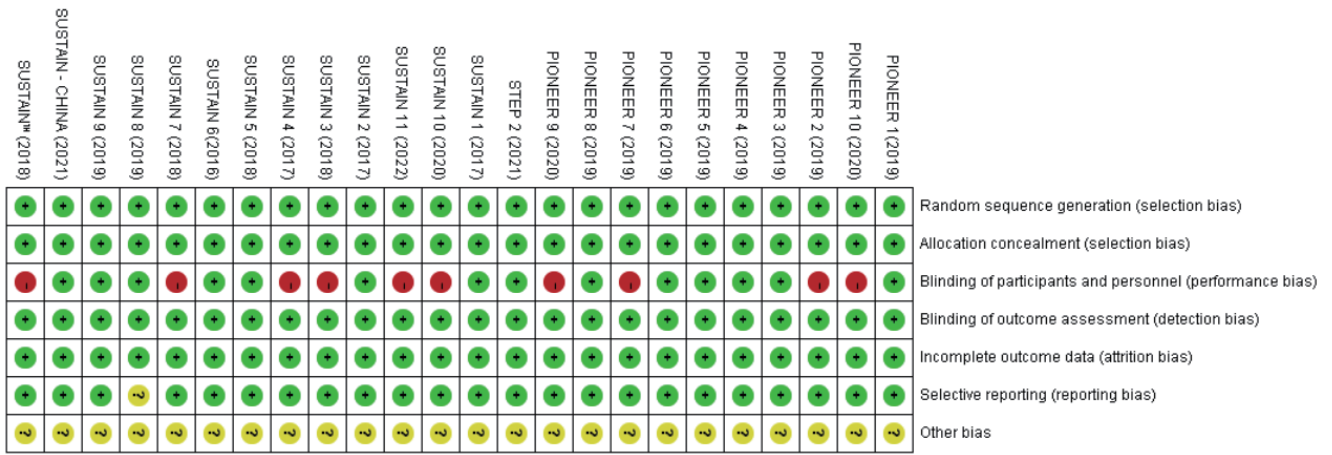 SUSTAIN™ (2018)
SUSTAIN - CHINA (2021)
SUSTAIN 9 (2019)
SUSTAIN 8 (2019)
SUSTAIN 7 (2018)
SUSTAIN 6(2016)
SUSTAIN 5 (2018)
SUSTAIN 4 (2017)
SUSTAIN 3 (2018)
SUSTAIN 2 (2017)
SUSTAIN 11 (2022)
SUSTAIN 10 (2020)
SUSTAIN 1 (2017)
STEP 2 (2021)
PIONEER 9 (2020)
PIONEER 8 (2019)
PIONEER 7 (2019)
PIONEER 6 (2019)
PIONEER 5 (2019)
PIONEER 4 (2019)
PIONEER 3 (2019)
PIONEER 2 (2019)
PIONEER 10 (2020)
PIONEER 1(2019)
+ + + + + + + + + + + + + + + + + + + + + + + + Random sequence generation (selection bias)
+ + + + + + + + + + + + + + + + + + + + + + + + Allocation concealment (selection bias)
- + + + - + + - - + - - + + - + - + + + + - - + Blinding of participants and personnel (performance bias)
+ + + + + + + + + + + + + + + + + + + + + + + + Blinding of outcome assessment (detection bias)
+ + + + + + + + + + + + + + + + + + + + + + + + Incomplete outcome data (attrition bias)
+ + + ? + + + + + + + + + + + + + + + + + + + + Selective reporting (reporting bias)
? ? ? ? ? ? ? ? ? ? ? ? ? ? ? ? ? ? ? ? ? ? ? ? Other bias